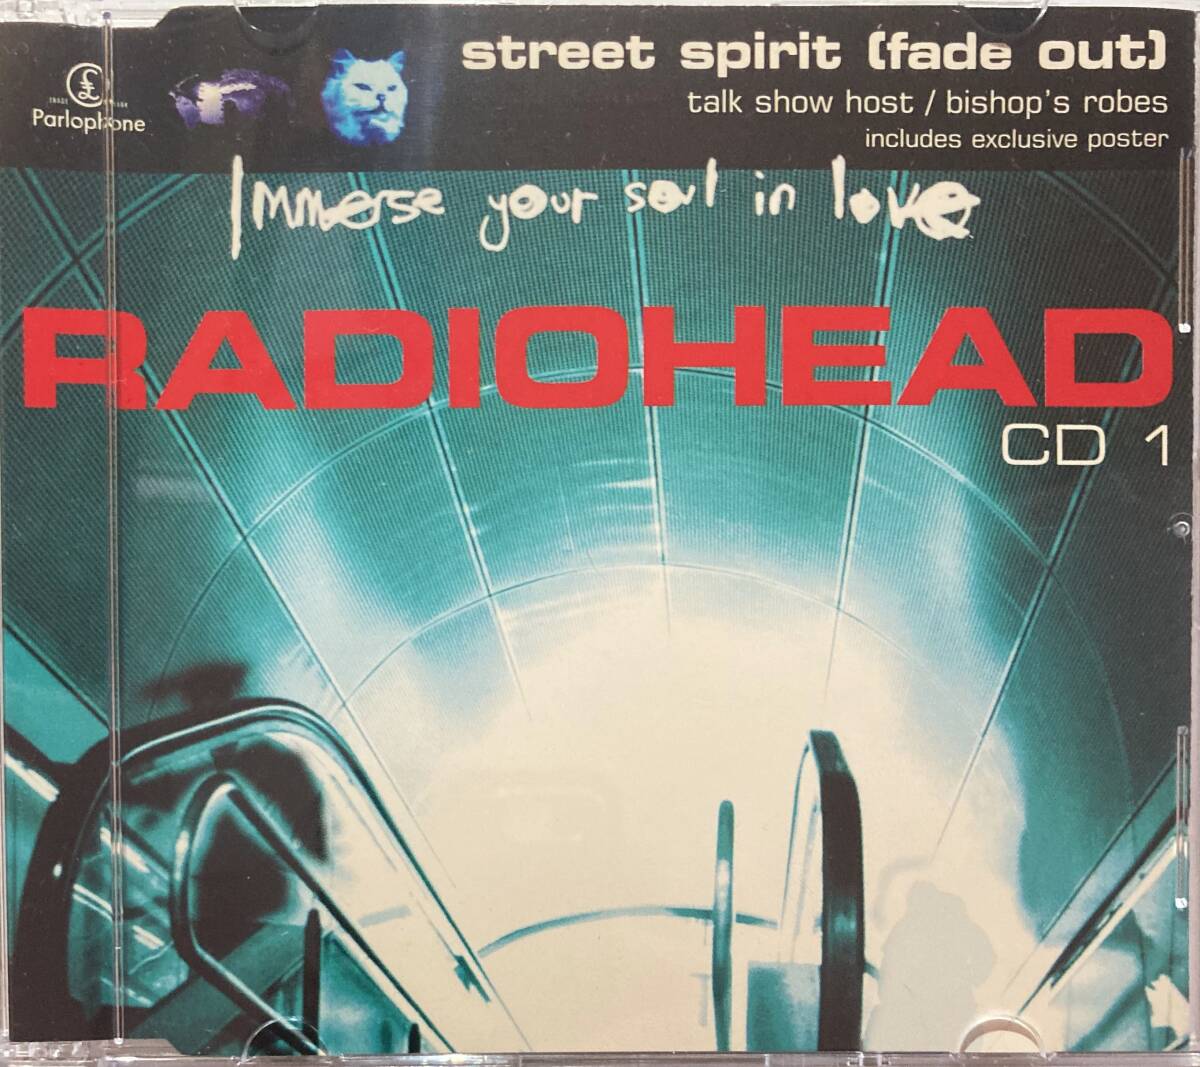 street spirit (fade out)
talk show host / bishop's robes
includes exclusive poster
£
Parlophone
Immerse your soul in love
RADIOHEAD
CD 1